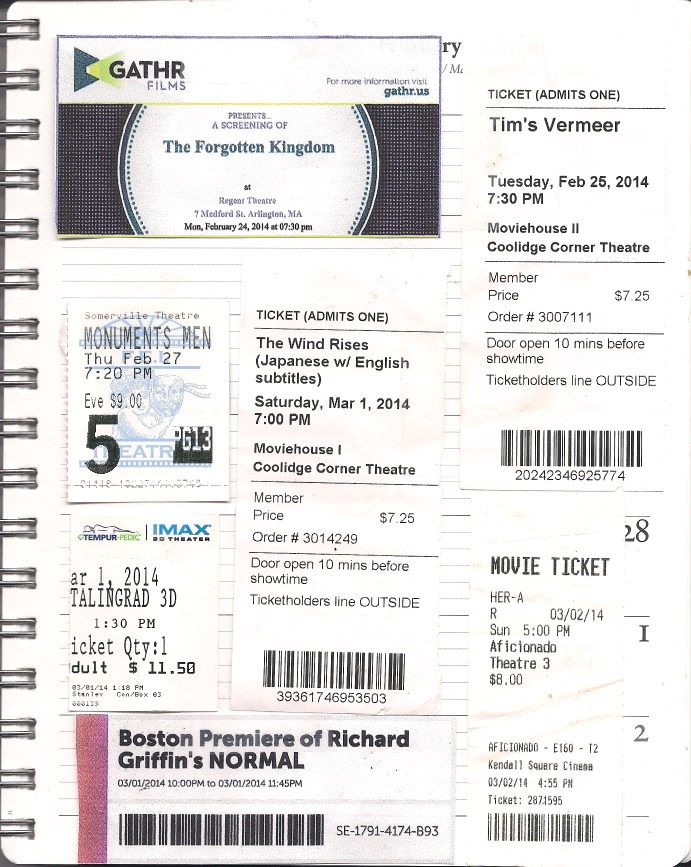 ry
GATHR
FILMS
For more information visit
gathr.us
PRESENTS...
A SCREENING OF
The Forgotten Kingdom
at
Regent Theatre
7 Medford St. Arlington, MA
Mon, February 24, 2014 at 07:30 pm
TICKET (ADMITS ONE)
Tim's Vermeer
Tuesday, Feb 25, 2014
7:30 PM
Moviehouse II
Coolidge Corner Theatre
Member
Price $7.25
Order # 3007111
Door open 10 mins before
showtime
Ticketholders line OUTSIDE
20242346925774
Somerville Theatre
MONUMENTS MEN
Thu Feb 27
7:20 PM
Eve $9.00
5 PG13
THEATRE
TICKET (ADMITS ONE)
The Wind Rises
(Japanese w/ English
subtitles)
Saturday, Mar 1, 2014
7:00 PM
Moviehouse I
Coolidge Corner Theatre
Member
Price $7.25
Order # 3014249
Door open 10 mins before
showtime
Ticketholders line OUTSIDE
39361746953503
TEMPUR-PEDIC IMAX
3D THEATER
ar 1, 2014
TALINGRAD 3D
1:30 PM
icket Qty:1
dult $ 11.50
03/01/14 1:18 PM
Stanley Con/Box 03
000139
28
1
2
MOVIE TICKET
HER-A
R 03/02/14
Sun 5:00 PM
Aficionado
Theatre 3
$8.00
AFICIONADO - E160 - T2
Kendall Square Cinema
03/02/14 4:55 PM
Ticket: 2871595
Boston Premiere of Richard
Griffin's NORMAL
03/01/2014 10:00PM to 03/01/2014 11:45PM
SE-1791-4174-B93